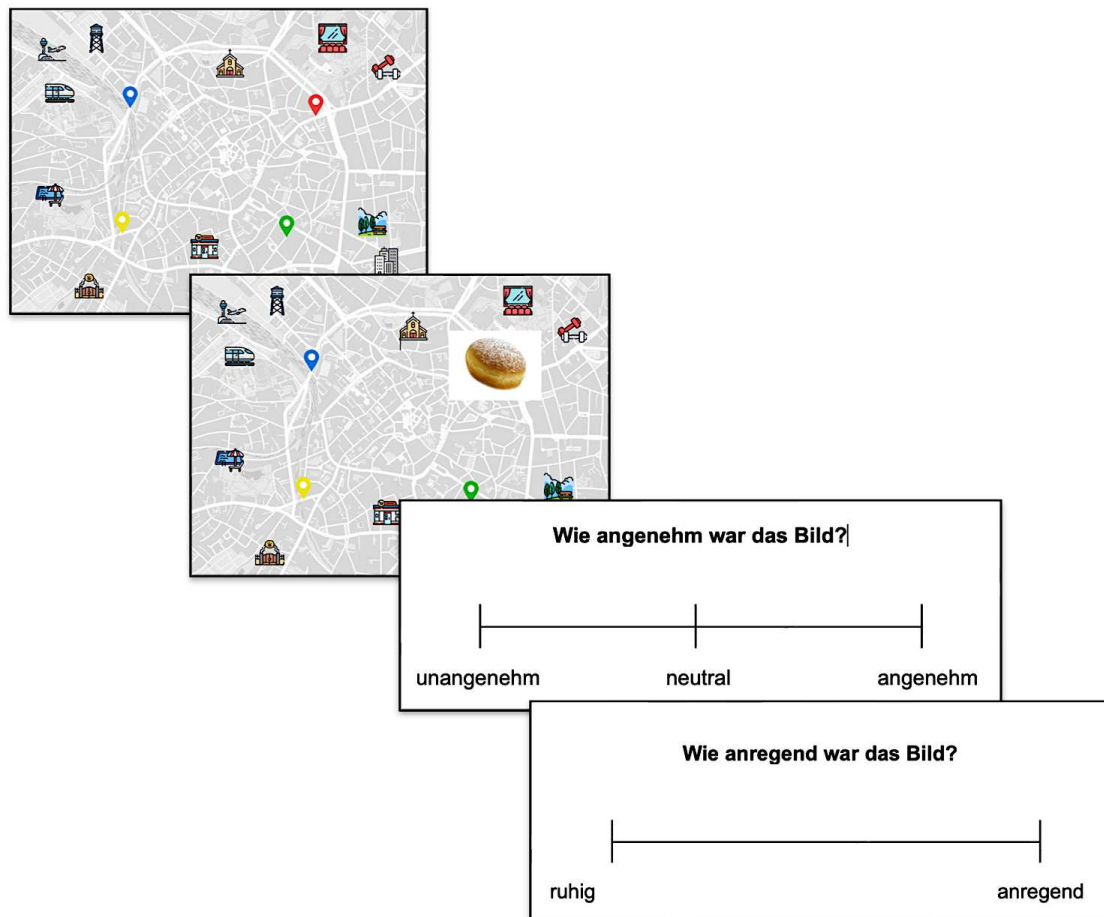 Wie angenehm war das Bild?
unangenehm neutral angenehm
Wie anregend war das Bild?
ruhig anregend